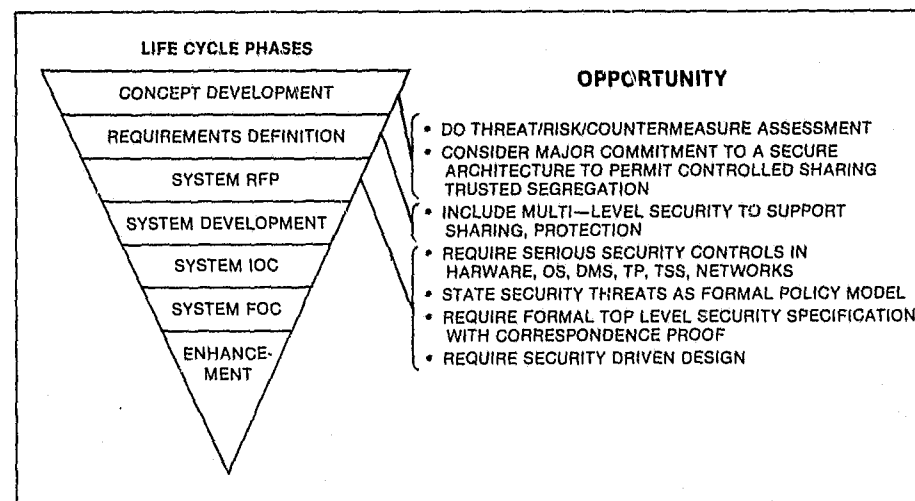 LIFE CYCLE PHASES
CONCEPT DEVELOPMENT
REQUIREMENTS DEFINITION
SYSTEM RFP
SYSTEM DEVELOPMENT
SYSTEM IOC
SYSTEM FOC
ENHANCE-
MENT
OPPORTUNITY
• DO THREAT/RISK/COUNTERMEASURE ASSESSMENT
• CONSIDER MAJOR COMMITMENT TO A SECURE
ARCHITECTURE TO PERMIT CONTROLLED SHARING
TRUSTED SEGREGATION
• INCLUDE MULTI—LEVEL SECURITY TO SUPPORT
SHARING, PROTECTION
• REQUIRE SERIOUS SECURITY CONTROLS IN
HARWARE, OS, DMS, TP, TSS, NETWORKS
• STATE SECURITY THREATS AS FORMAL POLICY MODEL
• REQUIRE FORMAL TOP LEVEL SECURITY SPECIFICATION
WITH CORRESPONDENCE PROOF
• REQUIRE SECURITY DRIVEN DESIGN